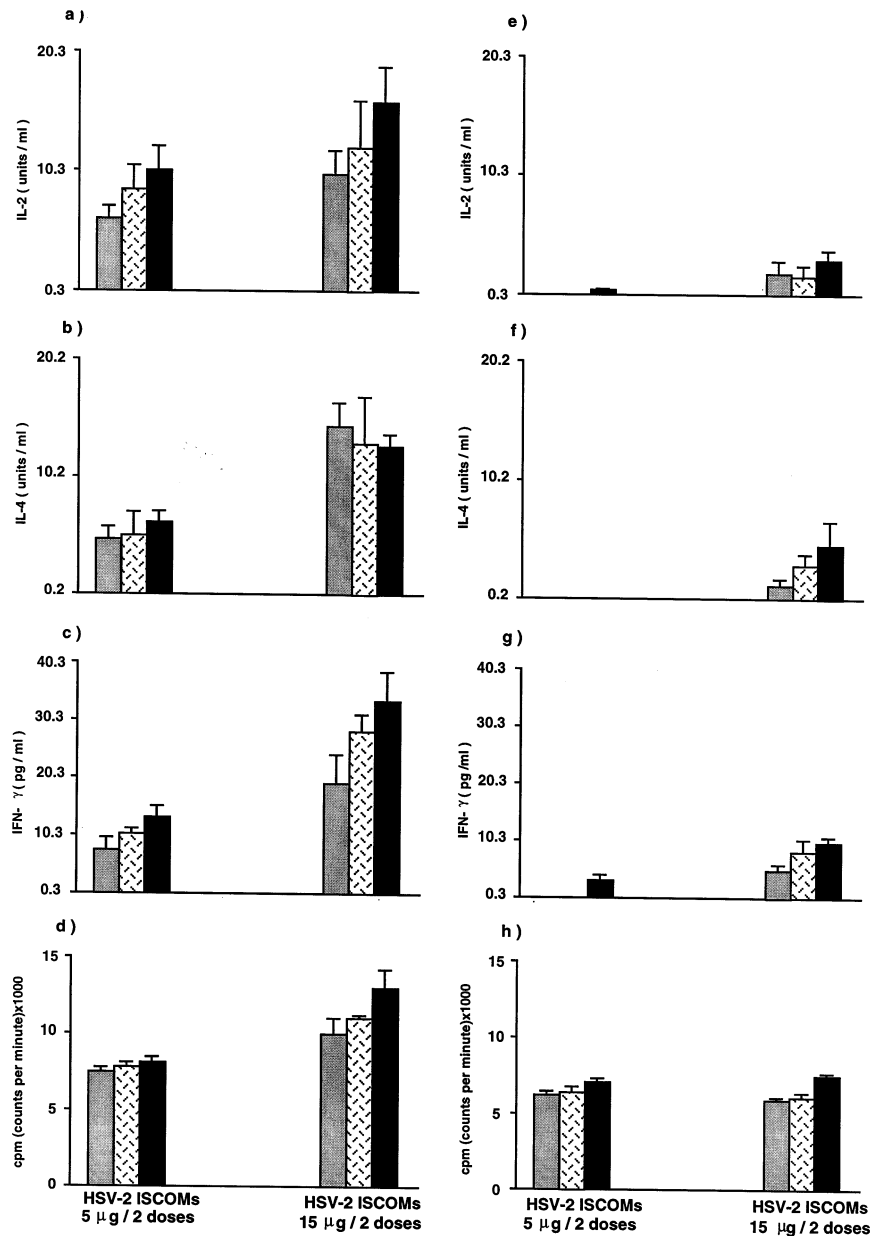 a )
IL-2 ( units / ml )
20.3
10.3
0.3
b )
IL-4 ( units / ml )
20.2
10.2
0.2
c )
IFN- γ ( pg / ml )
40.3
30.3
20.3
10.3
0.3
d )
cpm (counts per minute)x1000
15
10
5
0
HSV-2 ISCOMs
5 μg / 2 doses
HSV-2 ISCOMs
15 μg / 2 doses
e )
IL-2 ( units / ml )
20.3
10.3
0.3
f )
IL-4 ( units / ml )
20.2
10.2
0.2
g )
IFN- γ ( pg /ml )
40.3
30.3
20.3
10.3
0.3
h )
cpm (counts per minute)x1000
15
10
5
0
HSV-2 ISCOMs
5 μg / 2 doses
HSV-2 ISCOMs
15 μg / 2 doses